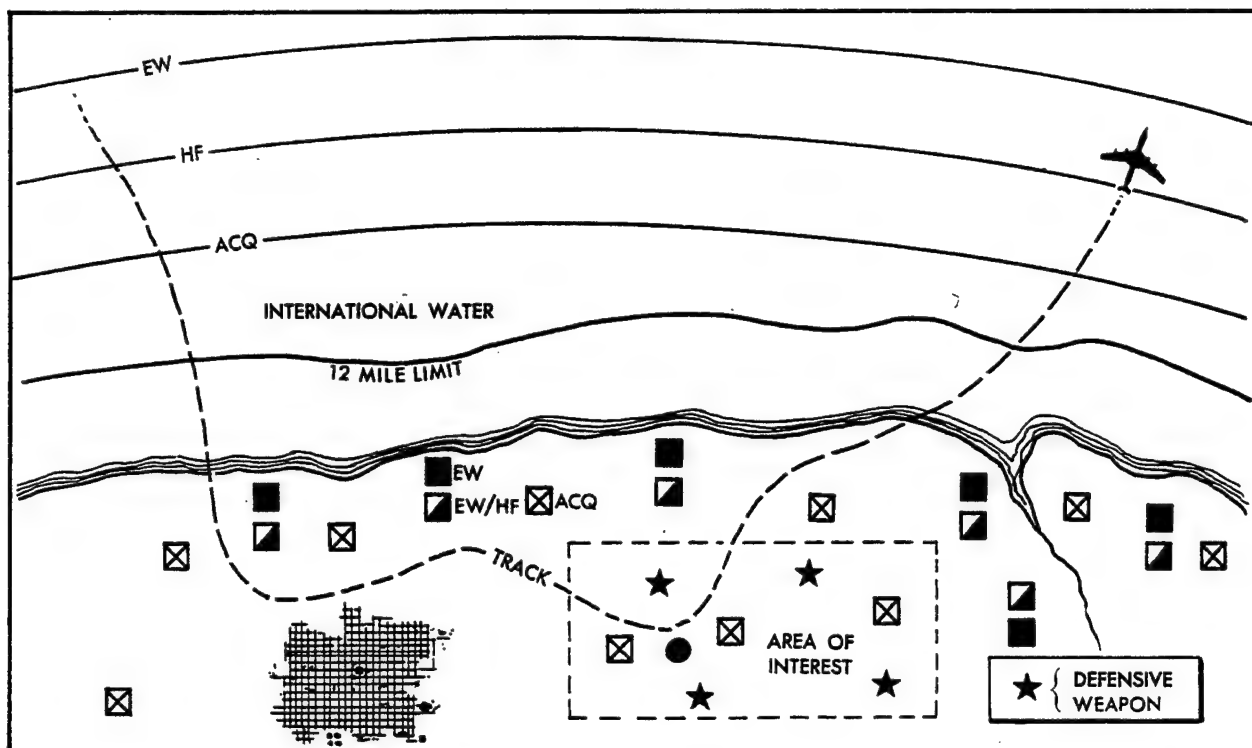 EW
HF
ACQ
INTERNATIONAL WATER
12 MILE LIMIT
EW
EW/HF
ACQ
TRACK
AREA OF
INTEREST
DEFENSIVE
WEAPON